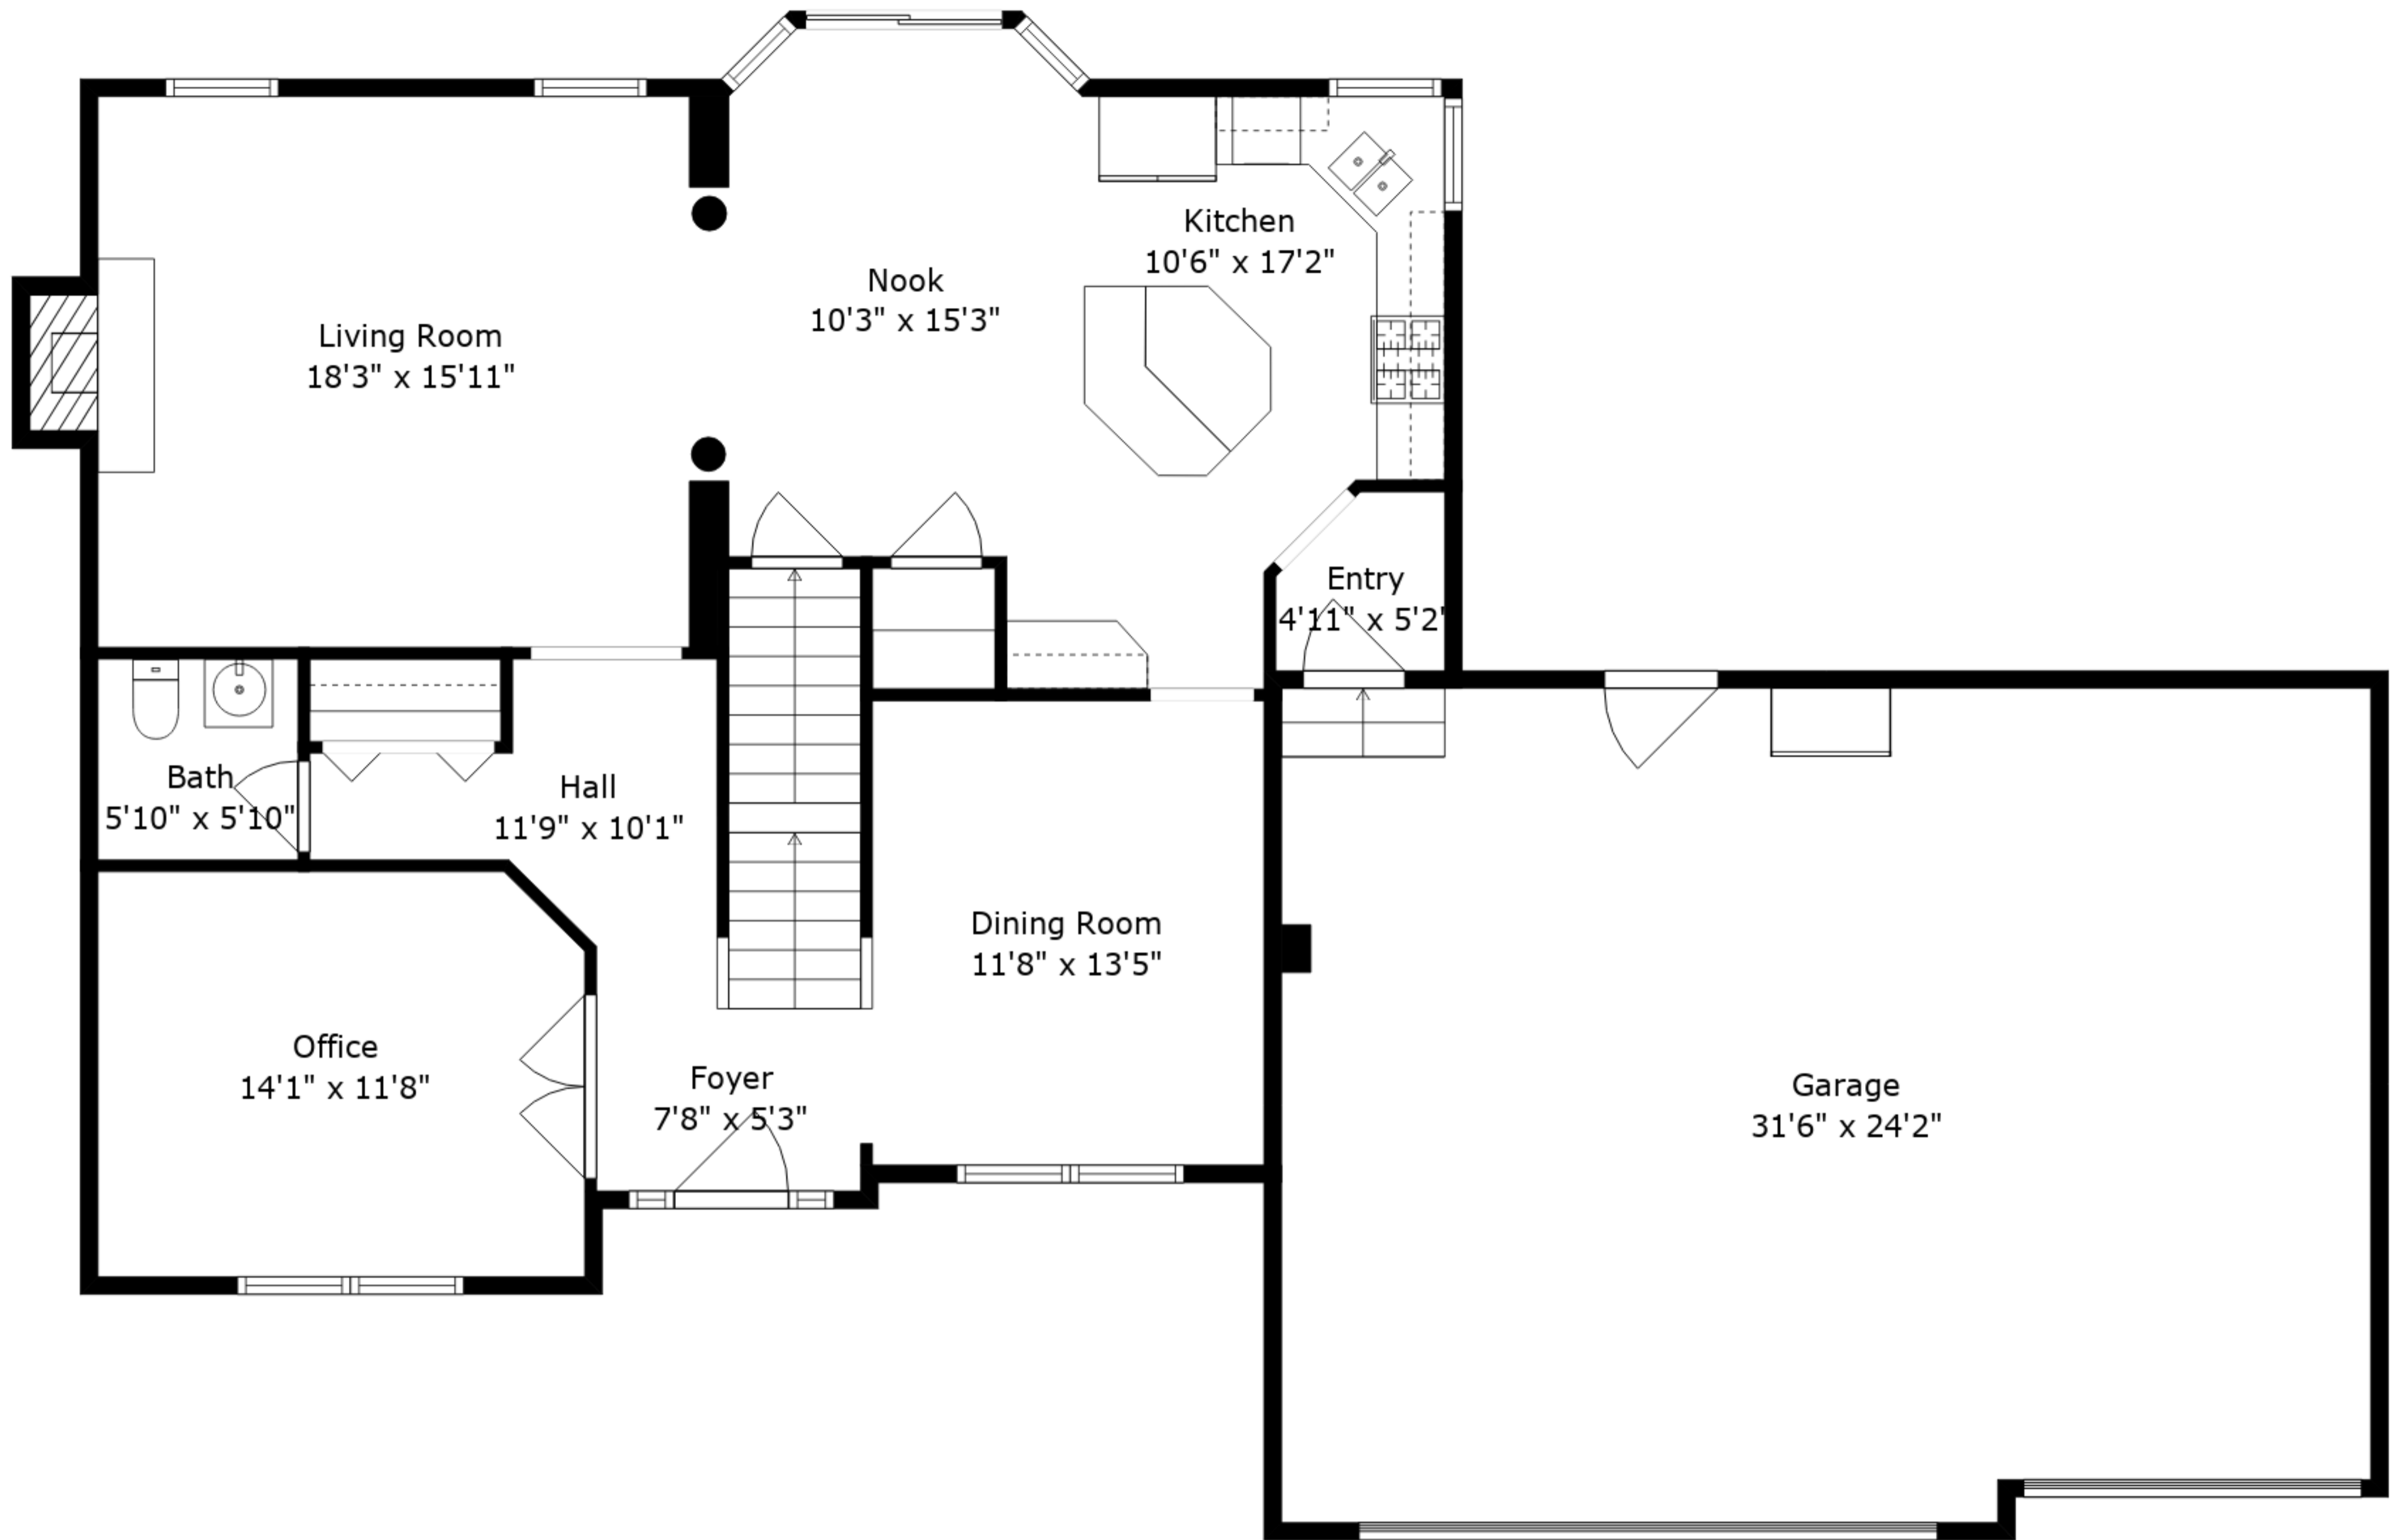 Kitchen
10'6" x 17'2"
Nook
10'3" x 15'3"
Living Room
18'3" x 15'11"
Entry
4'11" x 5'2"
Bath
5'10" x 5'10"
Hall
11'9" x 10'1"
Dining Room
11'8" x 13'5"
Office
14'1" x 11'8"
Foyer
7'8" x 5'3"
Garage
31'6" x 24'2"